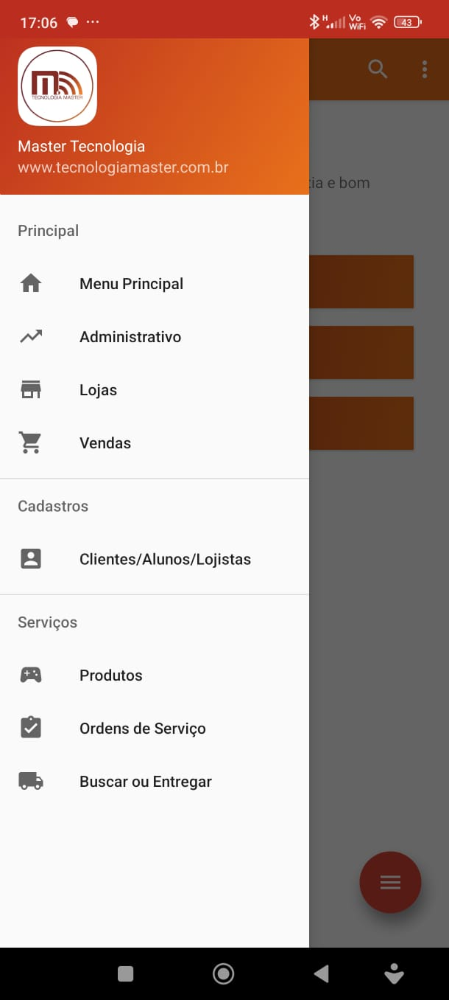 17:06
H
Vo
WiFi
43
M
TECNOLOGIA MASTER
Master Tecnologia
www.tecnologiamaster.com.br
e bom
Principal
Menu Principal
Administrativo
Lojas
Vendas
Cadastros
Clientes/Alunos/Lojistas
Serviços
Produtos
Ordens de Serviço
Buscar ou Entregar